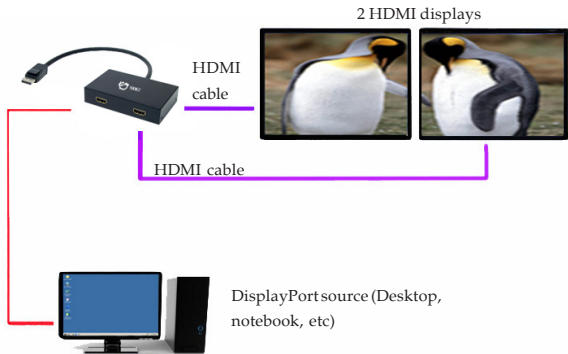 2 HDMI displays
HDMI
cable
HDMI cable
DisplayPort source (Desktop,
notebook, etc)